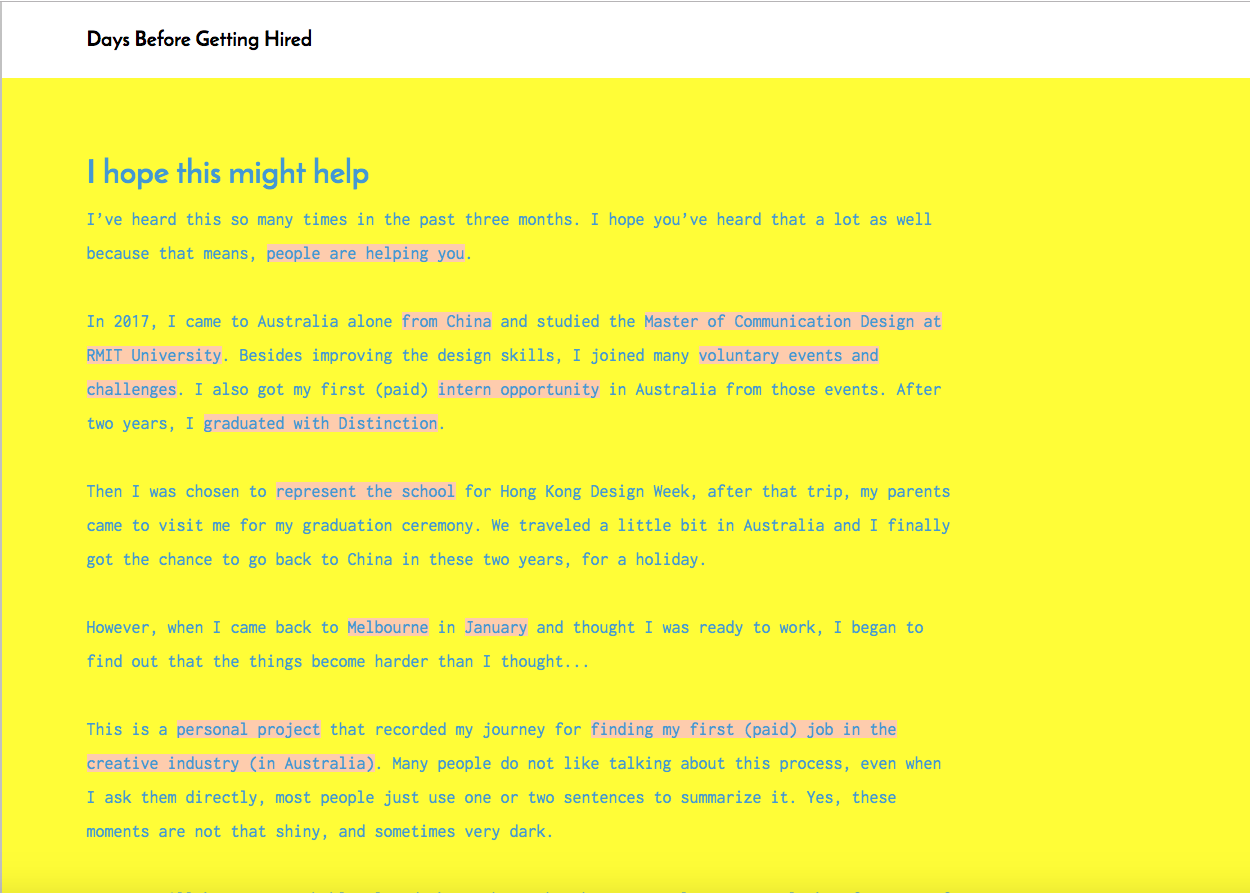 Days Before Getting Hired
I hope this might help
I’ve heard this so many times in the past three months. I hope you’ve heard that a lot as well
because that means, people are helping you.
In 2017, I came to Australia alone from China and studied the Master of Communication Design at
RMIT University. Besides improving the design skills, I joined many voluntary events and
challenges. I also got my first (paid) intern opportunity in Australia from those events. After
two years, I graduated with Distinction.
Then I was chosen to represent the school for Hong Kong Design Week, after that trip, my parents
came to visit me for my graduation ceremony. We traveled a little bit in Australia and I finally
got the chance to go back to China in these two years, for a holiday.
However, when I came back to Melbourne in January and thought I was ready to work, I began to
find out that the things become harder than I thought...
This is a personal project that recorded my journey for finding my first (paid) job in the
creative industry (in Australia). Many people do not like talking about this process, even when
I ask them directly, most people just use one or two sentences to summarize it. Yes, these
moments are not that shiny, and sometimes very dark.